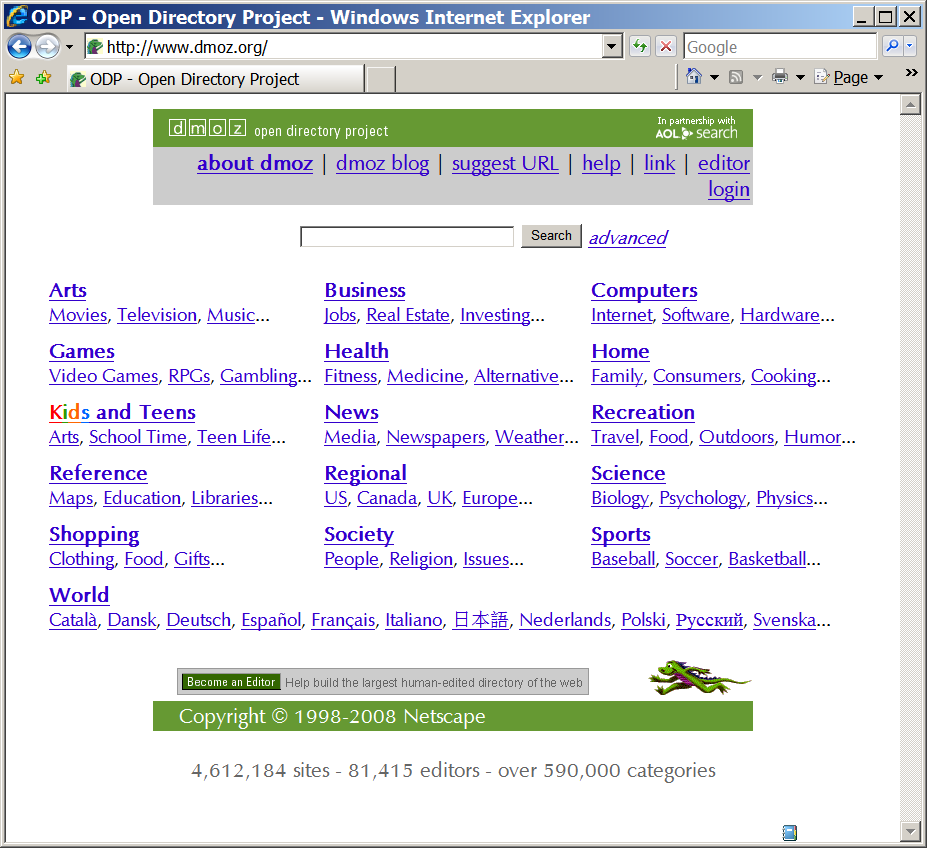 ODP - Open Directory Project - Windows Internet Explorer
http://www.dmoz.org/
Google
ODP - Open Directory Project
Page
»
dmoz open directory project
In partnership with
AOL search
about dmoz | dmoz blog | suggest URL | help | link | editor
login
Search advanced
Arts Business Computers
Movies, Television, Music... Jobs, Real Estate, Investing... Internet, Software, Hardware...
Games Health Home
Video Games, RPGs, Gambling... Fitness, Medicine, Alternative... Family, Consumers, Cooking...
Kids and Teens News Recreation
Arts, School Time, Teen Life... Media, Newspapers, Weather... Travel, Food, Outdoors, Humor...
Reference Regional Science
Maps, Education, Libraries... US, Canada, UK, Europe... Biology, Psychology, Physics...
Shopping Society Sports
Clothing, Food, Gifts... People, Religion, Issues... Baseball, Soccer, Basketball...
World
Català, Dansk, Deutsch, Español, Français, Italiano, 日本語, Nederlands, Polski, Русский, Svenska...
Become an Editor Help build the largest human-edited directory of the web
Copyright © 1998-2008 Netscape
4,612,184 sites - 81,415 editors - over 590,000 categories